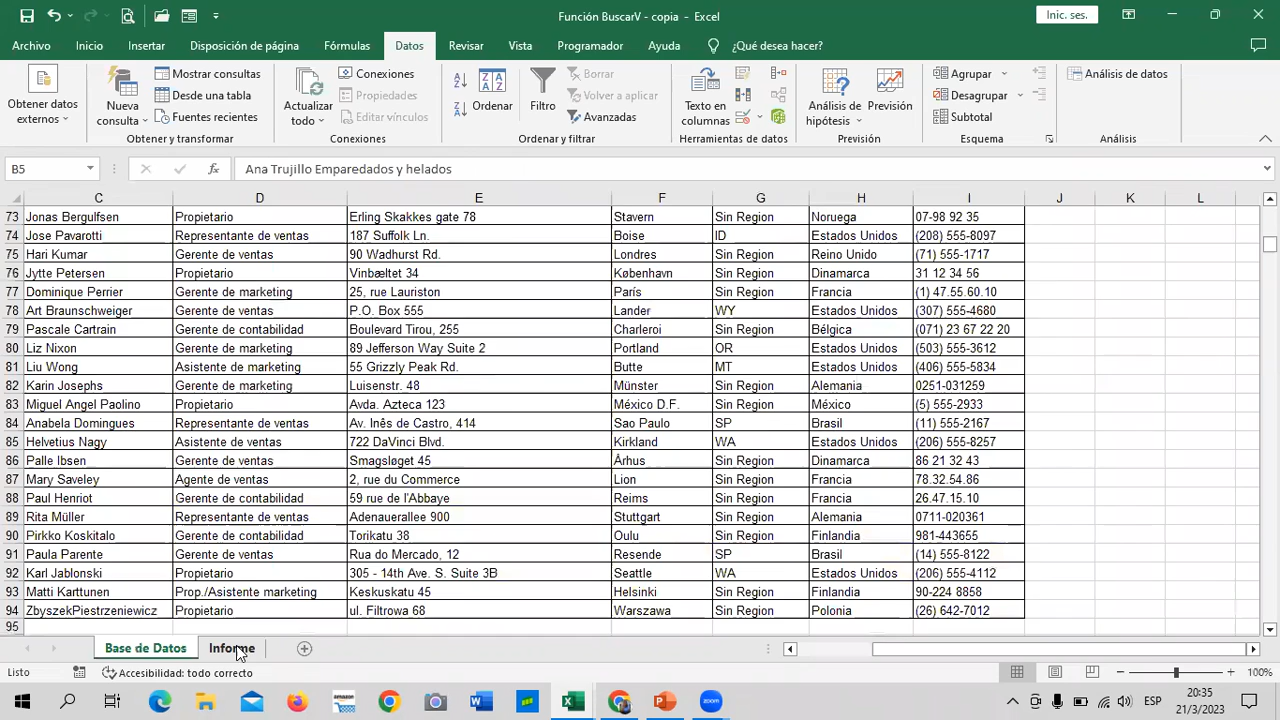 Función BuscarV - copia - Excel
Inic. ses.
Archivo Inicio Insertar Disposición de página Fórmulas Datos Revisar Vista Programador Ayuda ¿Qué desea hacer?
Obtener datos externos
Nueva consulta
Mostrar consultas
Desde una tabla
Fuentes recientes
Obtener y transformar
Actualizar todo
Conexiones
Propiedades
Editar vínculos
Conexiones
Ordenar
Filtro
Borrar
Volver a aplicar
Avanzadas
Ordenar y filtrar
Texto en columnas
Herramientas de datos
Análisis de hipótesis
Previsión
Previsión
Agrupar
Desagrupar
Subtotal
Esquema
Análisis de datos
Análisis
B5 fx Ana Trujillo Emparedados y helados
C D E F G H I J K L
73 Jonas Bergulfsen Propietario Erling Skakkes gate 78 Stavern Sin Region Noruega 07-98 92 35
74 Jose Pavarotti Representante de ventas 187 Suffolk Ln. Boise ID Estados Unidos (208) 555-8097
75 Hari Kumar Gerente de ventas 90 Wadhurst Rd. Londres Sin Region Reino Unido (71) 555-1717
76 Jytte Petersen Propietario Vinbæltet 34 København Sin Region Dinamarca 31 12 34 56
77 Dominique Perrier Gerente de marketing 25, rue Lauriston París Sin Region Francia (1) 47.55.60.10
78 Art Braunschweiger Gerente de ventas P.O. Box 555 Lander WY Estados Unidos (307) 555-4680
79 Pascale Cartrain Gerente de contabilidad Boulevard Tirou, 255 Charleroi Sin Region Bélgica (071) 23 67 22 20
80 Liz Nixon Gerente de marketing 89 Jefferson Way Suite 2 Portland OR Estados Unidos (503) 555-3612
81 Liu Wong Asistente de marketing 55 Grizzly Peak Rd. Butte MT Estados Unidos (406) 555-5834
82 Karin Josephs Gerente de marketing Luisenstr. 48 Münster Sin Region Alemania 0251-031259
83 Miguel Angel Paolino Propietario Avda. Azteca 123 México D.F. Sin Region México (5) 555-2933
84 Anabela Domingues Representante de ventas Av. Inês de Castro, 414 Sao Paulo SP Brasil (11) 555-2167
85 Helvetius Nagy Asistente de ventas 722 DaVinci Blvd. Kirkland WA Estados Unidos (206) 555-8257
86 Palle Ibsen Gerente de ventas Smagsløget 45 Århus Sin Region Dinamarca 86 21 32 43
87 Mary Saveley Agente de ventas 2, rue du Commerce Lion Sin Region Francia 78.32.54.86
88 Paul Henriot Gerente de contabilidad 59 rue de l'Abbaye Reims Sin Region Francia 26.47.15.10
89 Rita Müller Representante de ventas Adenauerallee 900 Stuttgart Sin Region Alemania 0711-020361
90 Pirkko Koskitalo Gerente de contabilidad Torikatu 38 Oulu Sin Region Finlandia 981-443655
91 Paula Parente Gerente de ventas Rua do Mercado, 12 Resende SP Brasil (14) 555-8122
92 Karl Jablonski Propietario 305 - 14th Ave. S. Suite 3B Seattle WA Estados Unidos (206) 555-4112
93 Matti Karttunen Prop./Asistente marketing Keskuskatu 45 Helsinki Sin Region Finlandia 90-224 8858
94 ZbyszekPiestrzeniewicz Propietario ul. Filtrowa 68 Warszawa Sin Region Polonia (26) 642-7012
95
Base de Datos Informe
Listo Accesibilidad: todo correcto 100%
ESP 20:35
21/3/2023